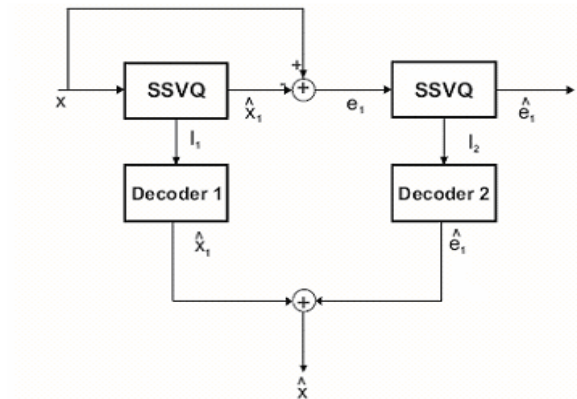 +
x
SSVQ
x̂₁
-
+
e₁
SSVQ
ê₁
I₁
I₂
Decoder 1
Decoder 2
x̂₁
ê₁
+
x̂